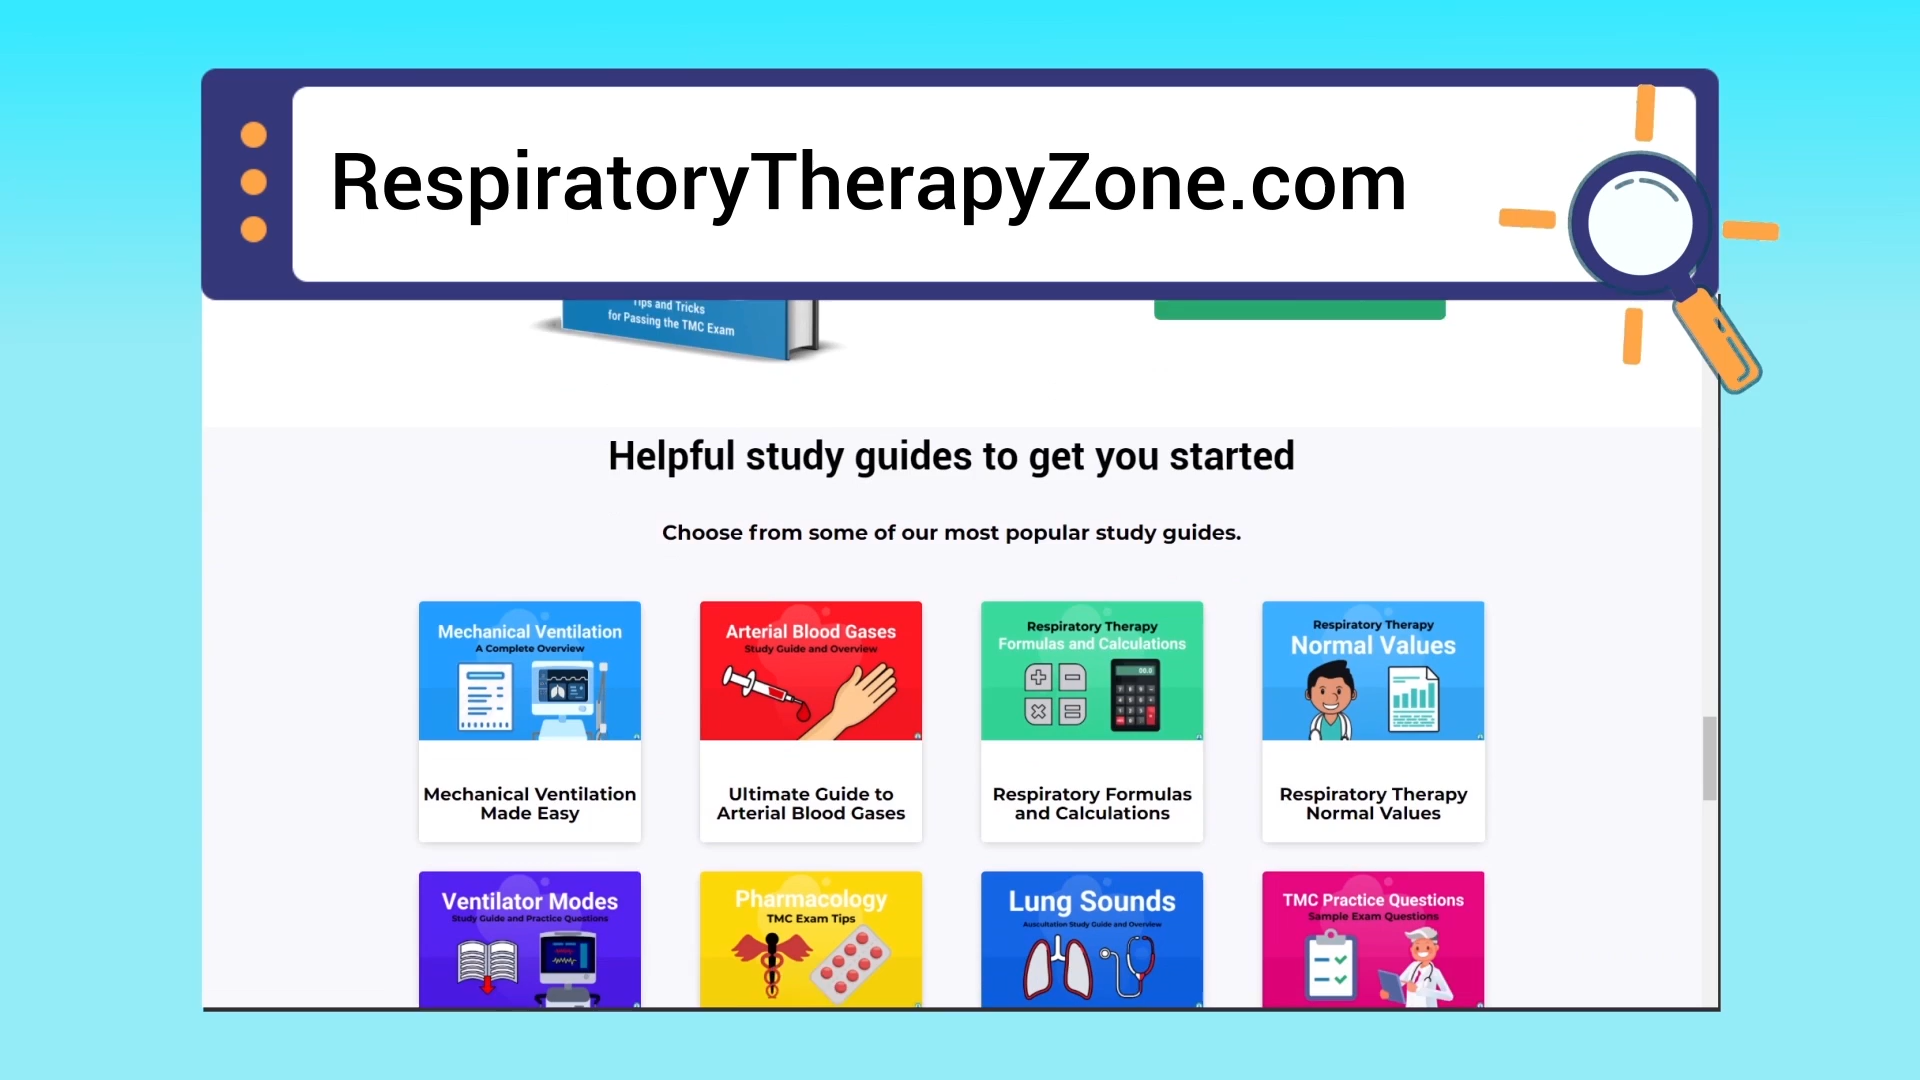 RespiratoryTherapyZone.com
Tips and Tricks
for Passing the TMC Exam
Helpful study guides to get you started
Choose from some of our most popular study guides.
Mechanical Ventilation
A Complete Overview
Arterial Blood Gases
Study Guide and Overview
Respiratory Therapy
Formulas and Calculations
00.0
Respiratory Therapy
Normal Values
Mechanical Ventilation
Made Easy
Ultimate Guide to
Arterial Blood Gases
Respiratory Formulas
and Calculations
Respiratory Therapy
Normal Values
Ventilator Modes
Study Guide and Practice Questions
Pharmacology
TMC Exam Tips
Lung Sounds
Auscultation Study Guide and Overview
TMC Practice Questions
Sample Exam Questions